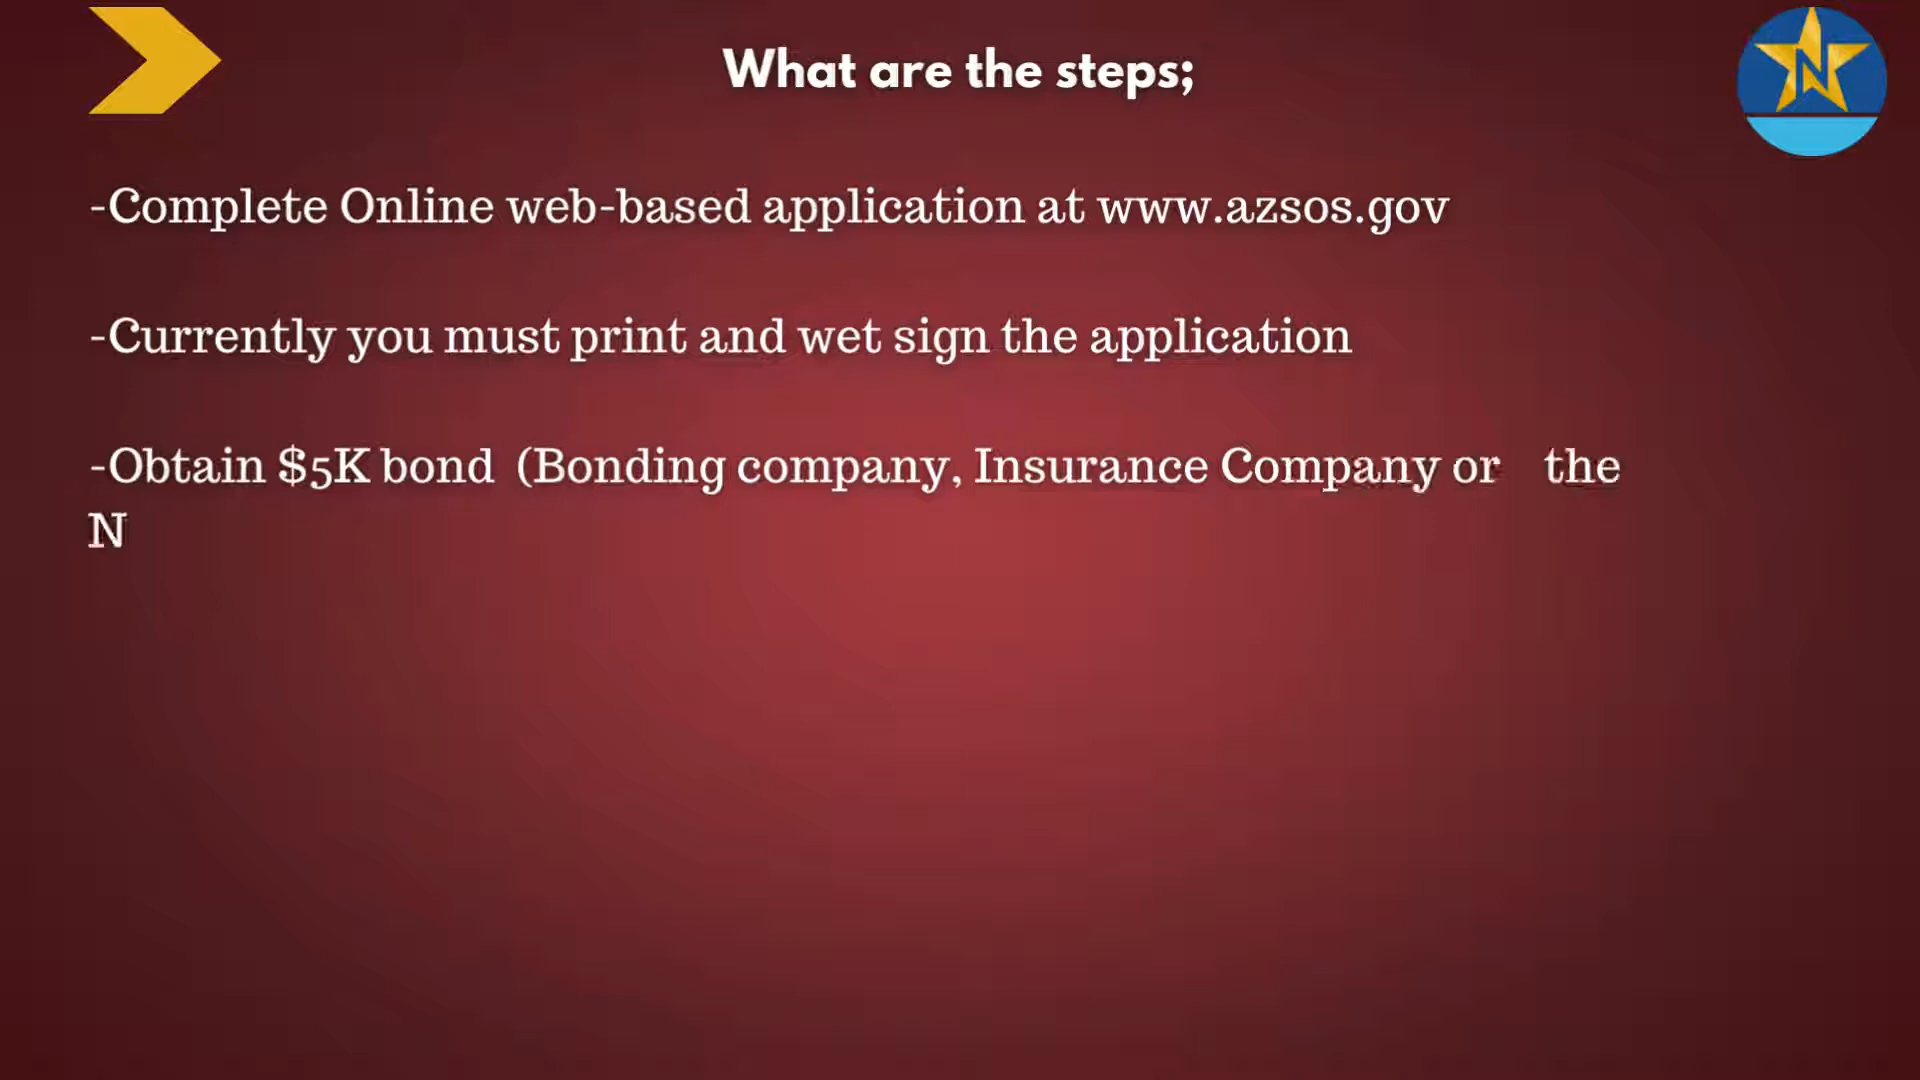 What are the steps;
N
-Complete Online web-based application at www.azsos.gov
-Currently you must print and wet sign the application
-Obtain $5K bond (Bonding company, Insurance Company or the
N